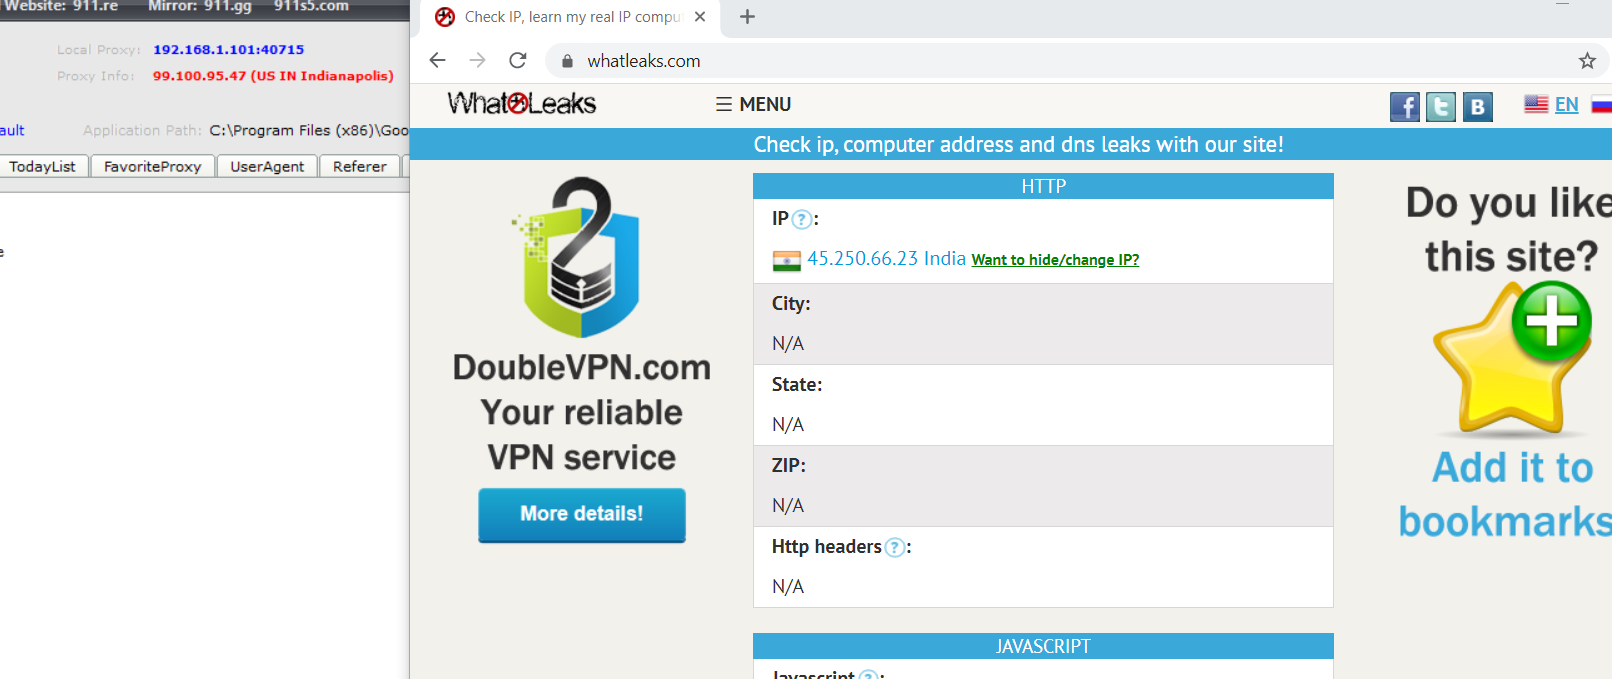 Website: 911.re Mirror: 911.gg 911s5.com
Local Proxy: 192.168.1.101:40715
Proxy Info: 99.100.95.47 (US IN Indianapolis)
ault Application Path: C:\Program Files (x86)\Goo
TodayList FavoriteProxy UserAgent Referer
e
Check IP, learn my real IP compu
whatleaks.com
What Leaks
☰ MENU
EN
Check ip, computer address and dns leaks with our site!
DoubleVPN.com
Your reliable
VPN service
More details!
HTTP
IP?:
45.250.66.23 India Want to hide/change IP?
City:
N/A
State:
N/A
ZIP:
N/A
Http headers?:
N/A
JAVASCRIPT
Javascript?:
Do you like
this site?
Add it to
bookmarks